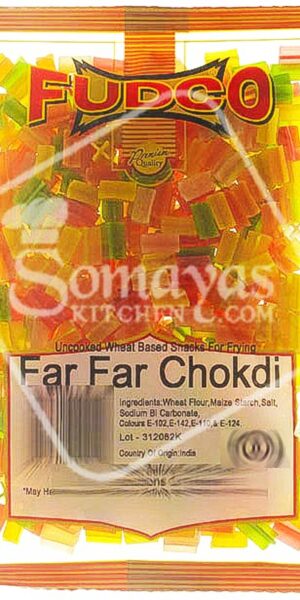 FUDCO
Premium
Quality
Somayas
KITCHEN
.COM
Uncooked Wheat Based Snacks For Frying
Far Far Chokdi
Ingredients:Wheat Flour,Maize Starch,Salt,
Sodium Bi Carbonate,
Colours E-102,E-142,E-110,& E-124.
Lot - 312082K
Country Of Origin:India
*May